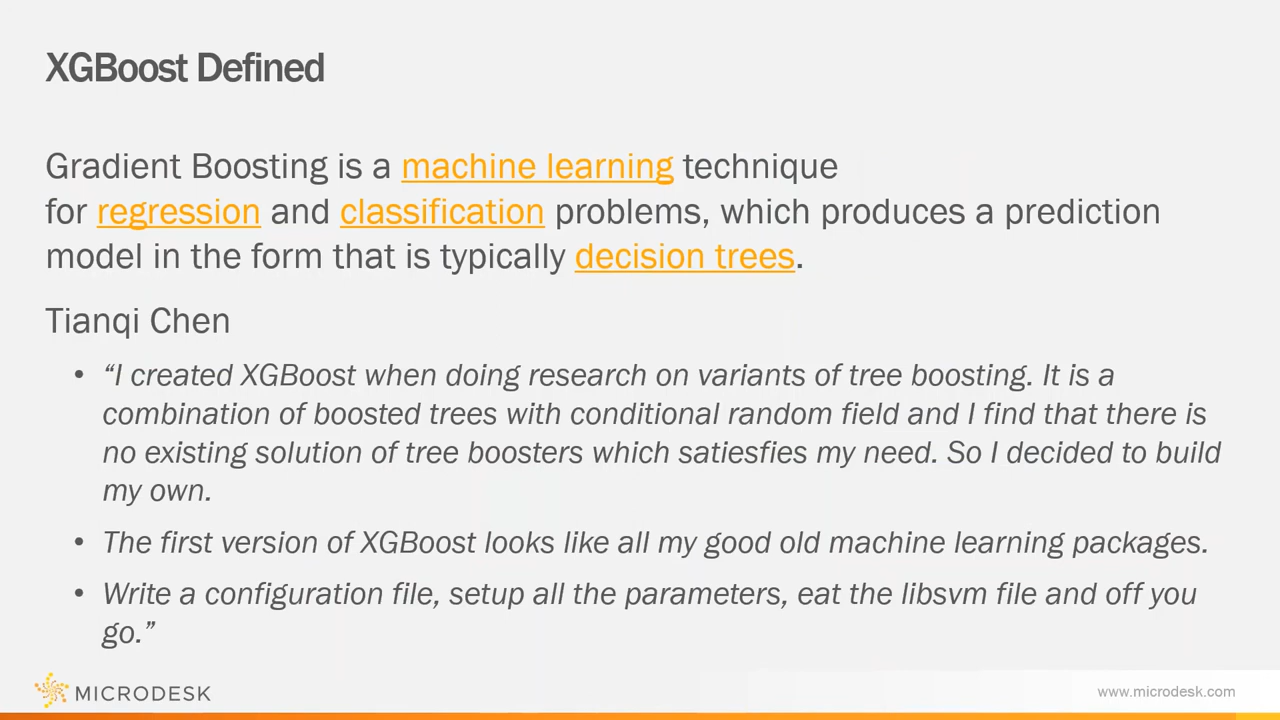 XGBoost Defined
Gradient Boosting is a machine learning technique
for regression and classification problems, which produces a prediction
model in the form that is typically decision trees.
Tianqi Chen
• “I created XGBoost when doing research on variants of tree boosting. It is a
combination of boosted trees with conditional random field and I find that there is
no existing solution of tree boosters which satiesfies my need. So I decided to build
my own.
• The first version of XGBoost looks like all my good old machine learning packages.
• Write a configuration file, setup all the parameters, eat the libsvm file and off you
go.”
MICRODESK
www.microdesk.com